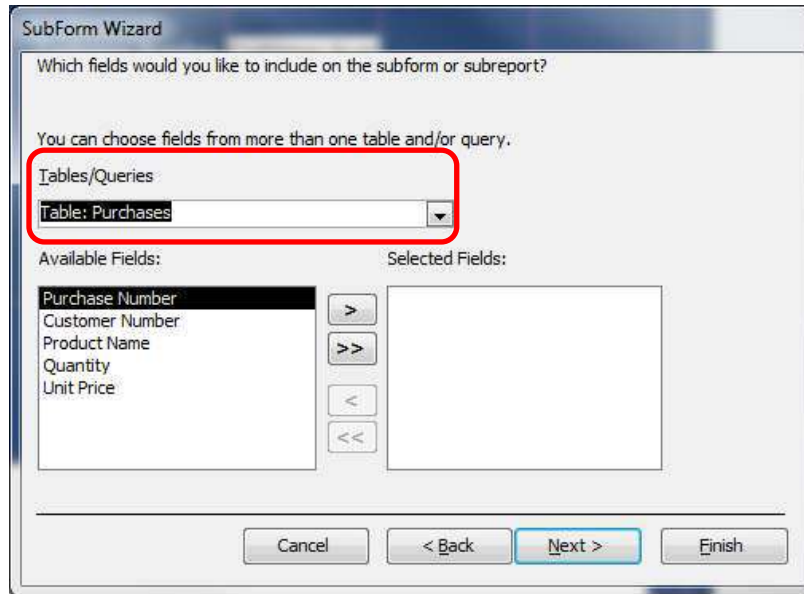 SubForm Wizard
Which fields would you like to include on the subform or subreport?
You can choose fields from more than one table and/or query.
Tables/Queries
Table: Purchases
Available Fields: Selected Fields:
Purchase Number
Customer Number
Product Name
Quantity
Unit Price
>
>>
<
<<
Cancel < Back Next > Finish